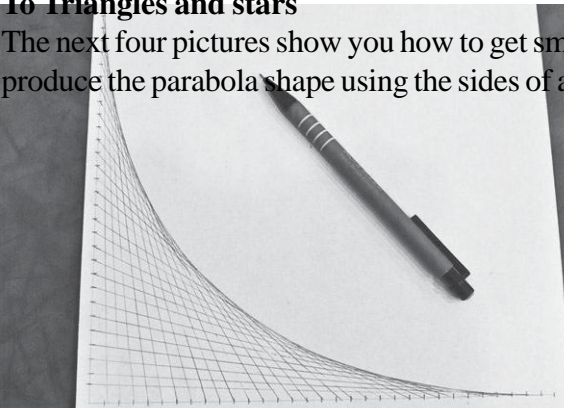 To Triangles and stars
The next four pictures show you how to get
produce the parabola shape using the sides of